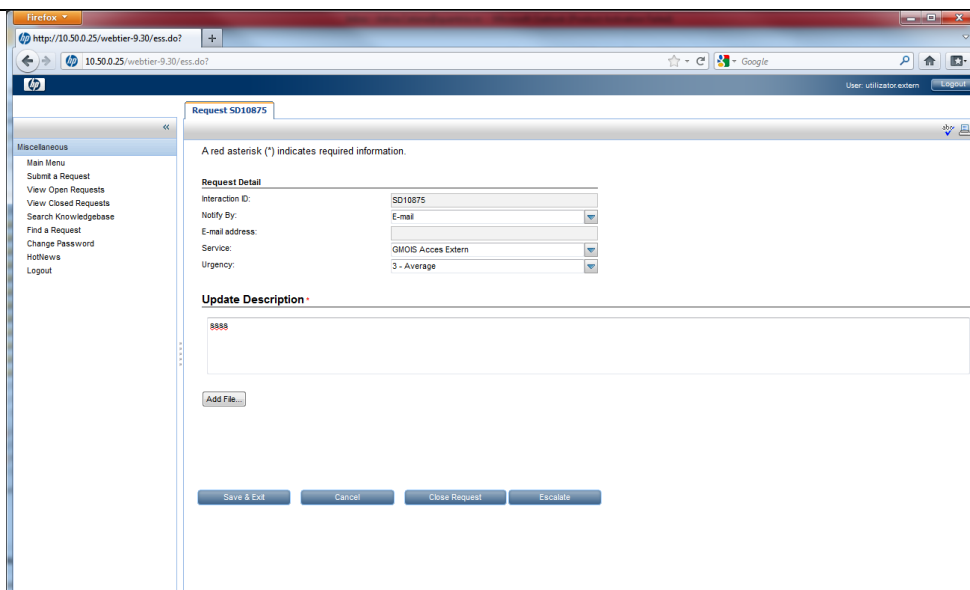 Firefox
http://10.50.0.25/webtier-9.30/ess.do?
+
10.50.0.25/webtier-9.30/ess.do?
Google
hp
User: utilizator.extern Logout
Request SD10875
«
Miscellaneous
Main Menu
Submit a Request
View Open Requests
View Closed Requests
Search Knowledgebase
Find a Request
Change Password
HotNews
Logout
A red asterisk (*) indicates required information.
Request Detail
Interaction ID: SD10875
Notify By: E-mail
E-mail address:
Service: GMOIS Acces Extern
Urgency: 3 - Average
Update Description *
ssss
Add File...
Save & Exit Cancel Close Request Escalate